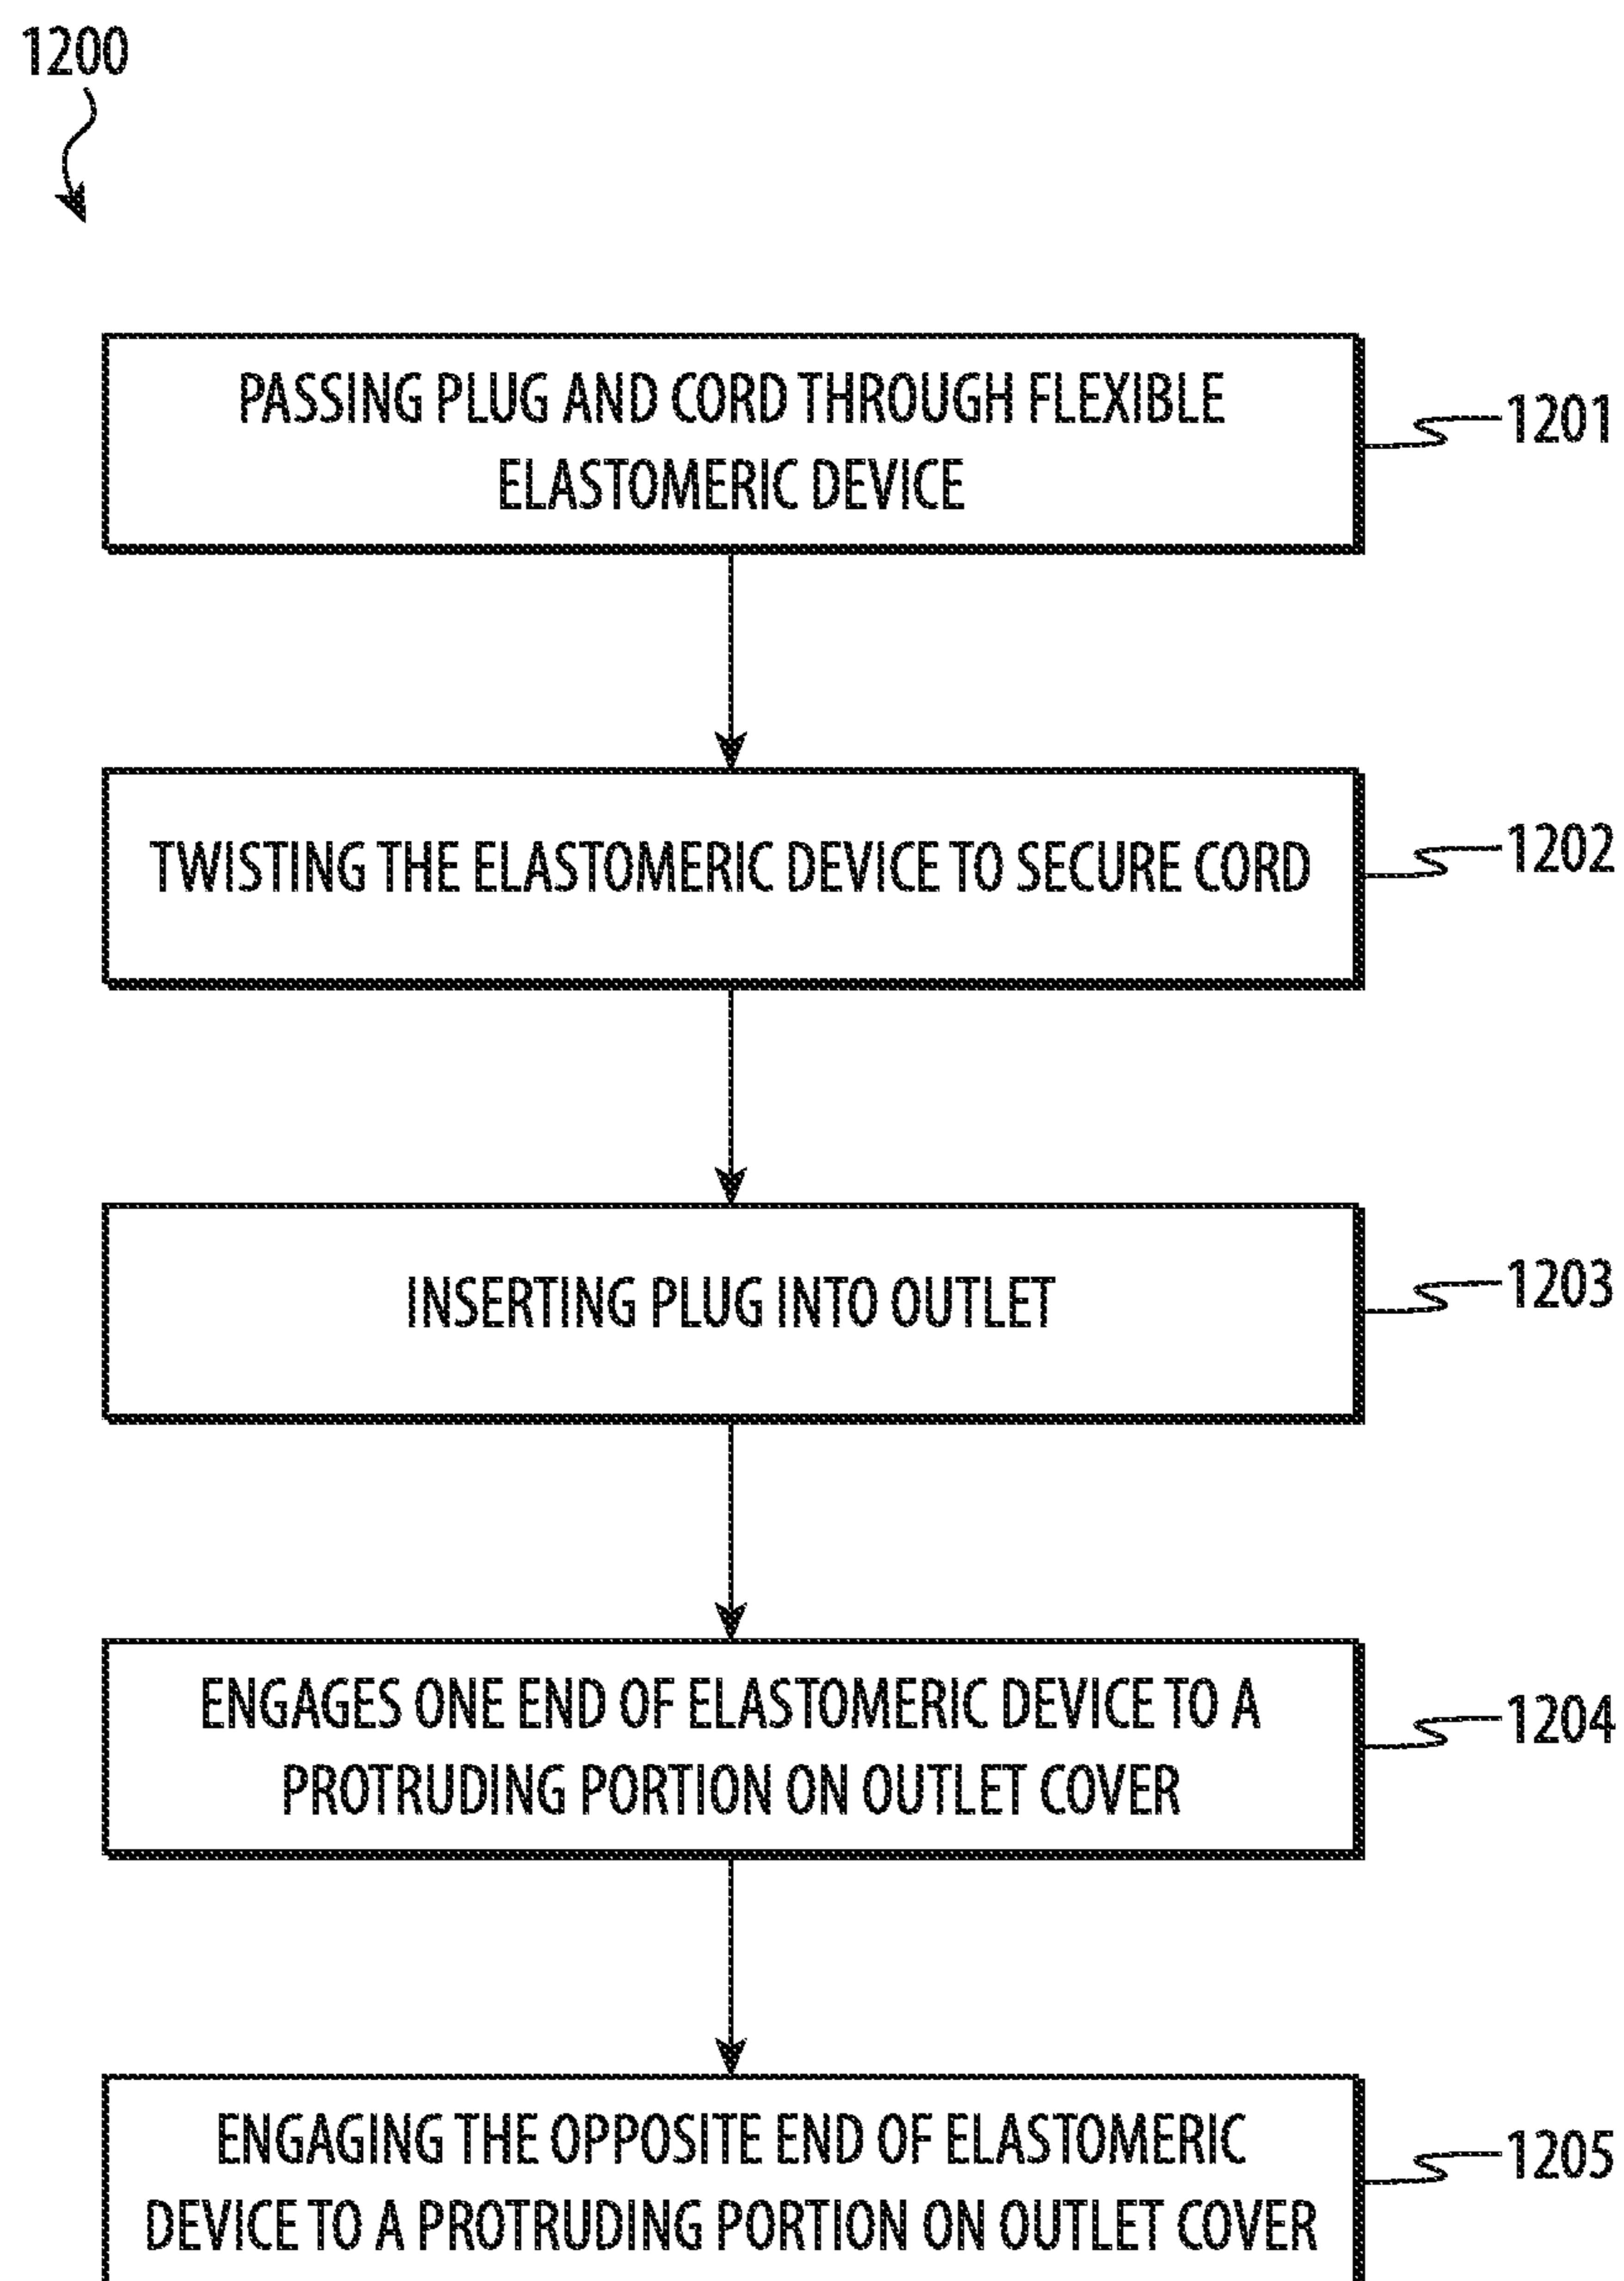 1200
PASSING PLUG AND CORD THROUGH FLEXIBLE
ELASTOMERIC DEVICE
1201
TWISTING THE ELASTOMERIC DEVICE TO SECURE CORD
1202
INSERTING PLUG INTO OUTLET
1203
ENGAGES ONE END OF ELASTOMERIC DEVICE TO A
PROTRUDING PORTION ON OUTLET COVER
1204
ENGAGING THE OPPOSITE END OF ELASTOMERIC
DEVICE TO A PROTRUDING PORTION ON OUTLET COVER
1205